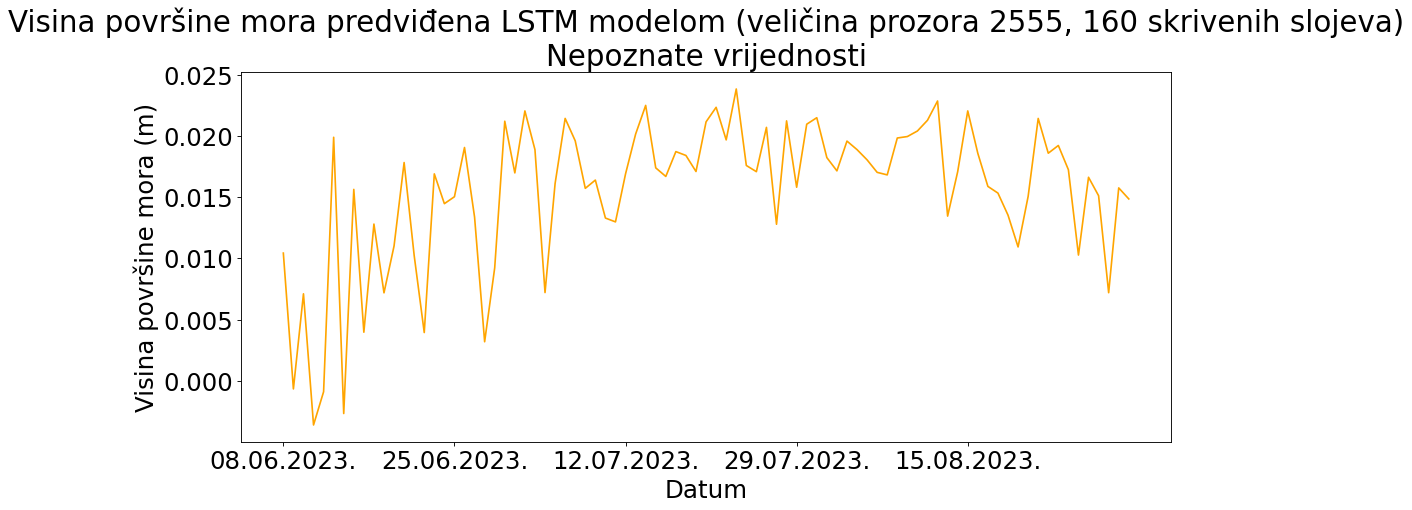 Visina površine mora predviđena LSTM modelom (veličina prozora 2555, 160 skrivenih slojeva)
Nepoznate vrijednosti
0.025
0.020
0.015
0.010
0.005
0.000
Visina površine mora (m)
08.06.2023.
25.06.2023.
12.07.2023.
29.07.2023.
15.08.2023.
Datum